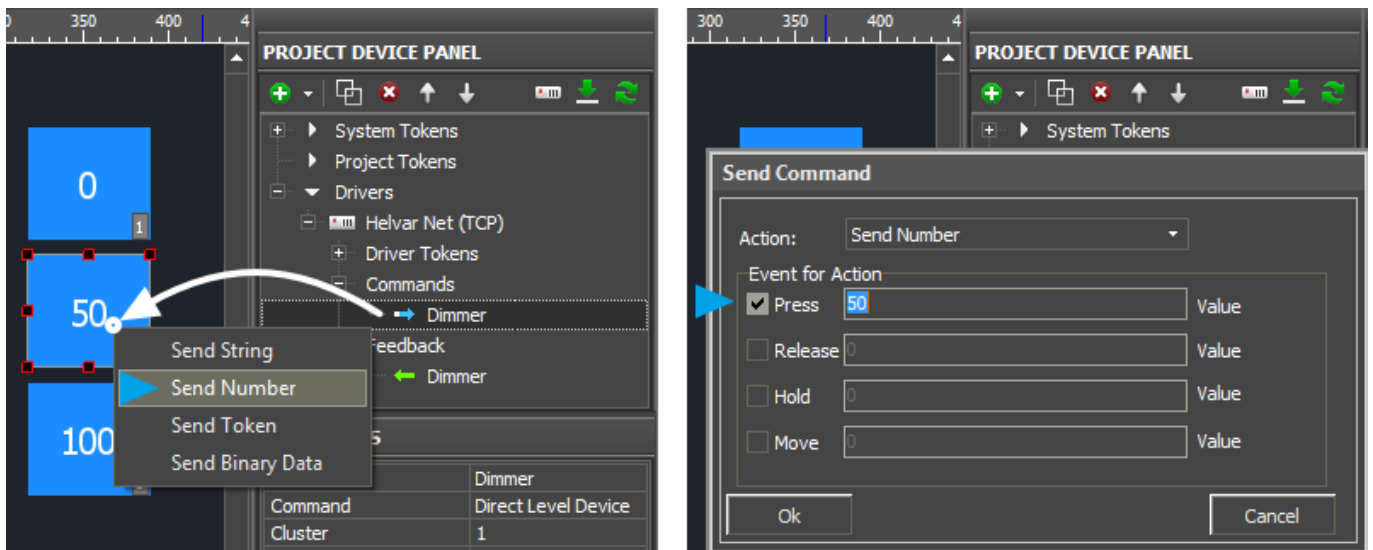 350 400 4
PROJECT DEVICE PANEL
System Tokens
Project Tokens
Drivers
Helvar Net (TCP)
Driver Tokens
Commands
Dimmer
Feedback
Dimmer
0
1
50
100
Send String
Send Number
Send Token
Send Binary Data
S
Dimmer
Command Direct Level Device
Cluster 1
300 350 400 4
PROJECT DEVICE PANEL
System Tokens
Send Command
Action: Send Number
Event for Action
Press 50 Value
Release 0 Value
Hold 0 Value
Move 0 Value
Ok Cancel